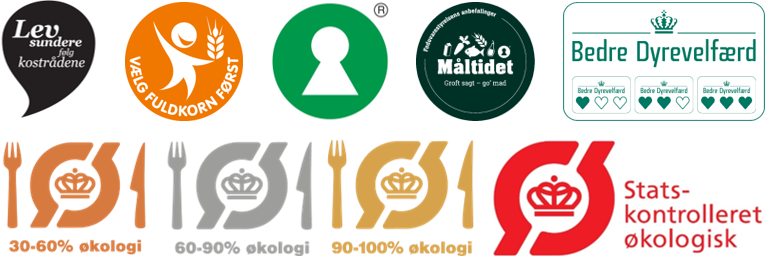 Lev
sundere
følg
kostrådene
VÆLG FULDKORN FØRST
®
Fødevarestyrelsens anbefalinger
Måltidet
Groft sagt – go' mad
Bedre Dyrevelfærd
Bedre Dyrevelfærd
Bedre Dyrevelfærd
Bedre Dyrevelfærd
30-60% økologi
60-90% økologi
90-100% økologi
Stats-
kontrolleret
økologisk